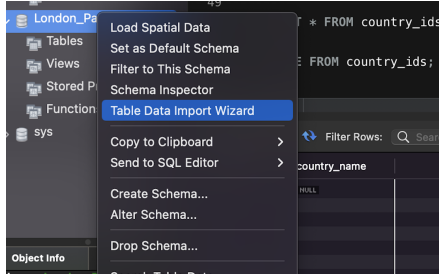 49
London_Pa
Load Spatial Data
T * FROM country_ids
Tables
Set as Default Schema
Views
Filter to This Schema
E FROM country_ids;
Stored P
Schema Inspector
Function
Table Data Import Wizard
sys
Copy to Clipboard
Filter Rows:
Sear
Send to SQL Editor
country_name
NULL
Create Schema...
Alter Schema...
Drop Schema...
Object Info